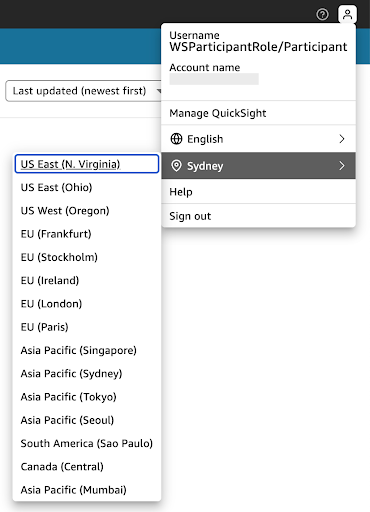 Username
WSParticipantRole/Participant
Account name
Last updated (newest first)
Manage QuickSight
English
Sydney
Help
Sign out
US East (N. Virginia)
US East (Ohio)
US West (Oregon)
EU (Frankfurt)
EU (Stockholm)
EU (Ireland)
EU (London)
EU (Paris)
Asia Pacific (Singapore)
Asia Pacific (Sydney)
Asia Pacific (Tokyo)
Asia Pacific (Seoul)
South America (Sao Paulo)
Canada (Central)
Asia Pacific (Mumbai)